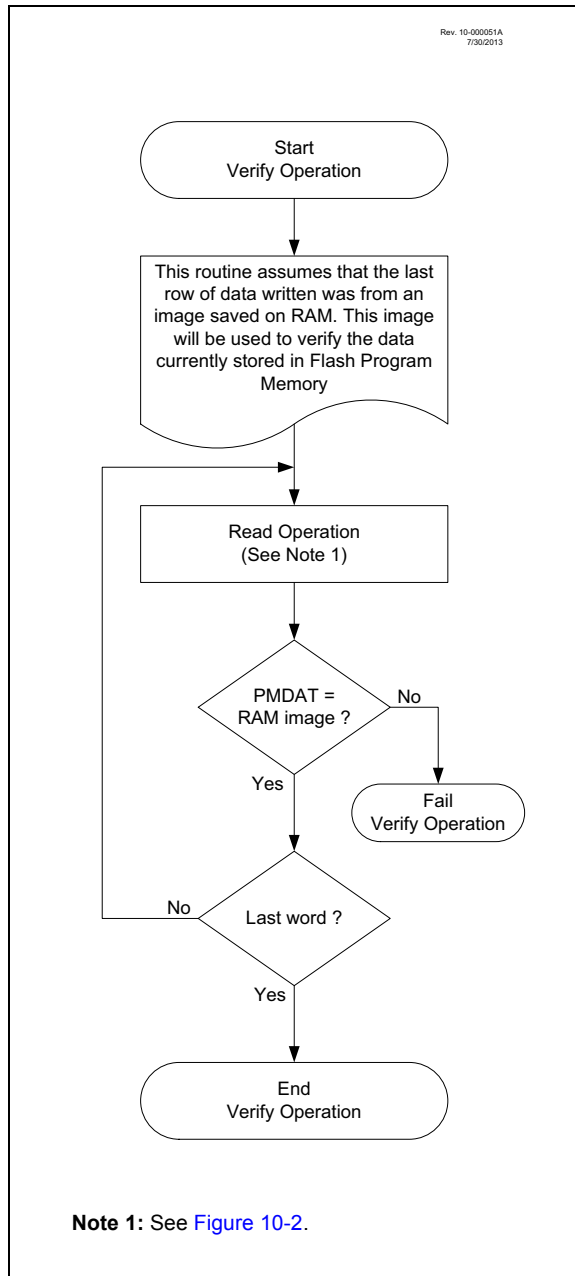 Rev. 10-000051A
7/30/2013
Start
Verify Operation
This routine assumes that the last
row of data written was from an
image saved on RAM. This image
will be used to verify the data
currently stored in Flash Program
Memory
Read Operation
(See Note 1)
PMDAT =
RAM image ?
No
Yes
Fail
Verify Operation
Last word ?
No
Yes
End
Verify Operation
Note 1: See Figure 10-2.